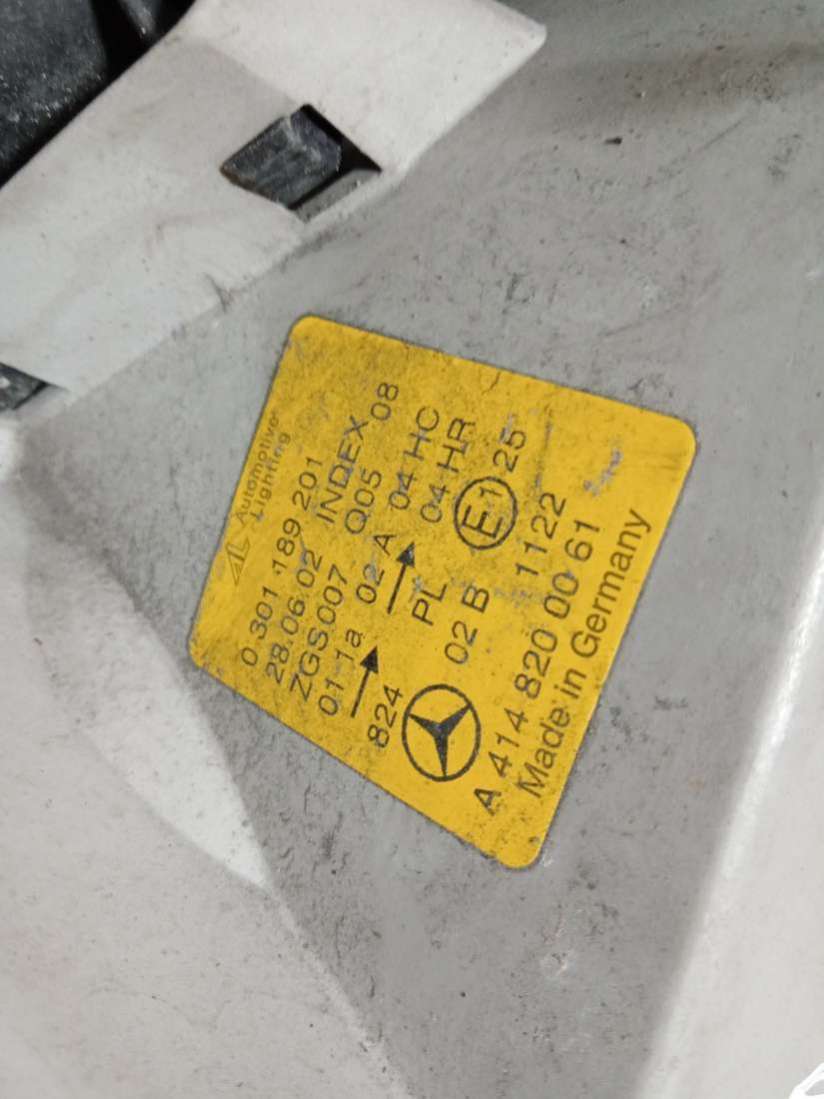 Automotive
Lighting
0 301 189 201
28.06.02 INDEX 08
ZGS007 Q05
01 1a 02 A 04 HC
→ → 04 HR
824 PL E1 25
02 B 1122
A 414 820 00 61
Made in Germany